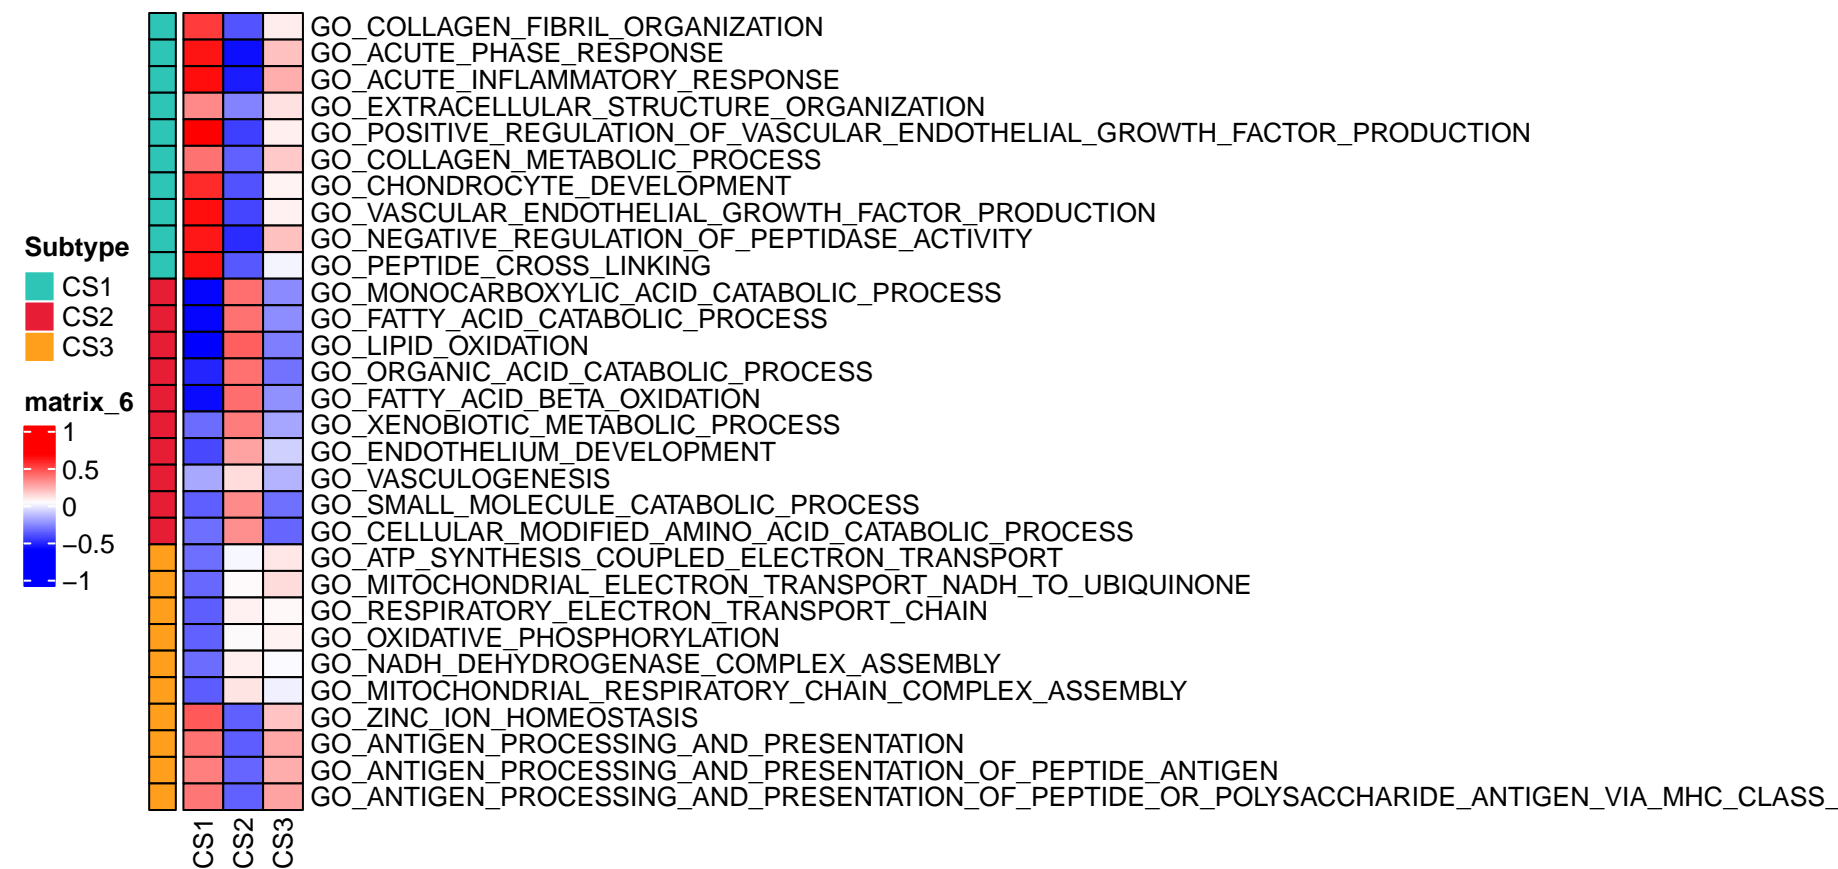 GO_COLLAGEN_FIBRIL_ORGANIZATION
GO_ACUTE_PHASE_RESPONSE
GO_ACUTE_INFLAMMATORY_RESPONSE
GO_EXTRACELLULAR_STRUCTURE_ORGANIZATION
GO_POSITIVE_REGULATION_OF_VASCULAR_ENDOTHELIAL_GROWTH_FACTOR_PRODUCTION
GO_COLLAGEN_METABOLIC_PROCESS
GO_CHONDROCYTE_DEVELOPMENT
GO_VASCULAR_ENDOTHELIAL_GROWTH_FACTOR_PRODUCTION
GO_NEGATIVE_REGULATION_OF_PEPTIDASE_ACTIVITY
GO_PEPTIDE_CROSS_LINKING
GO_MONOCARBOXYLIC_ACID_CATABOLIC_PROCESS
GO_FATTY_ACID_CATABOLIC_PROCESS
GO_LIPID_OXIDATION
GO_ORGANIC_ACID_CATABOLIC_PROCESS
GO_FATTY_ACID_BETA_OXIDATION
GO_XENOBIOTIC_METABOLIC_PROCESS
GO_ENDOTHELIUM_DEVELOPMENT
GO_VASCULOGENESIS
GO_SMALL_MOLECULE_CATABOLIC_PROCESS
GO_CELLULAR_MODIFIED_AMINO_ACID_CATABOLIC_PROCESS
GO_ATP_SYNTHESIS_COUPLED_ELECTRON_TRANSPORT
GO_MITOCHONDRIAL_ELECTRON_TRANSPORT_NADH_TO_UBIQUINONE
GO_RESPIRATORY_ELECTRON_TRANSPORT_CHAIN
GO_OXIDATIVE_PHOSPHORYLATION
GO_NADH_DEHYDROGENASE_COMPLEX_ASSEMBLY
GO_MITOCHONDRIAL_RESPIRATORY_CHAIN_COMPLEX_ASSEMBLY
GO_ZINC_ION_HOMEOSTASIS
GO_ANTIGEN_PROCESSING_AND_PRESENTATION
GO_ANTIGEN_PROCESSING_AND_PRESENTATION_OF_PEPTIDE_ANTIGEN
GO_ANTIGEN_PROCESSING_AND_PRESENTATION_OF_PEPTIDE_OR_POLYSACCHARIDE_ANTIGEN_VIA_MHC_CLASS_
Subtype
CS1
CS2
CS3
matrix_6
1
0.5
0
−0.5
−1
CS1
CS2
CS3